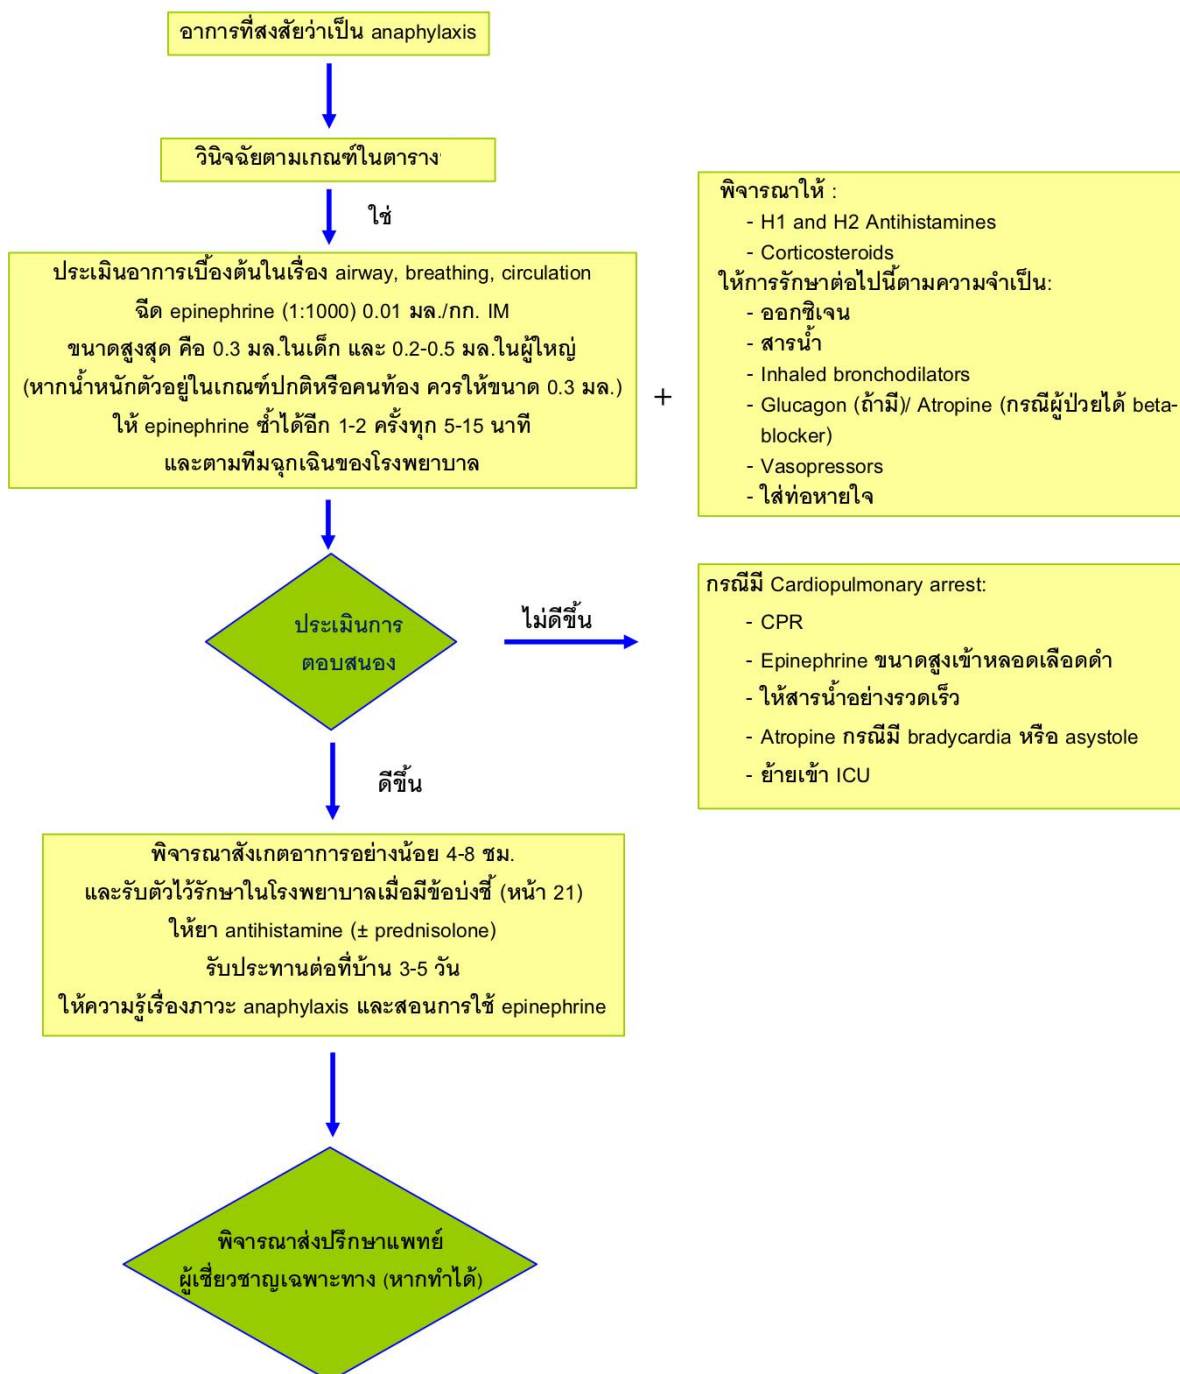 อาการที่สงสัยว่าเป็น anaphylaxis
วินิจฉัยตามเกณฑ์ในตาราง
ใช่
ประเมินอาการเบื้องต้นในเรื่อง airway, breathing, circulation
ฉีด epinephrine (1:1000) 0.01 มล./กก. IM
ขนาดสูงสุด คือ 0.3 มล.ในเด็ก และ 0.2-0.5 มล.ในผู้ใหญ่
(หากน้ำหนักตัวอยู่ในเกณฑ์ปกติหรือคนท้อง ควรให้ขนาด 0.3 มล.)
ให้ epinephrine ซ้ำได้อีก 1-2 ครั้งทุก 5-15 นาที
และตามทีมฉุกเฉินของโรงพยาบาล
+
พิจารณาให้ :
- H1 and H2 Antihistamines
- Corticosteroids
ให้การรักษาต่อไปนี้ตามความจำเป็น:
- ออกซิเจน
- สารน้ำ
- Inhaled bronchodilators
- Glucagon (ถ้ามี)/ Atropine (กรณีผู้ป่วยได้ beta-
blocker)
- Vasopressors
- ใส่ท่อหายใจ
ประเมินการ
ตอบสนอง
ไม่ดีขึ้น
กรณีมี Cardiopulmonary arrest:
- CPR
- Epinephrine ขนาดสูงเข้าหลอดเลือดดำ
- ให้สารน้ำอย่างรวดเร็ว
- Atropine กรณีมี bradycardia หรือ asystole
- ย้ายเข้า ICU
ดีขึ้น
พิจารณาสังเกตอาการอย่างน้อย 4-8 ชม.
และรับตัวไว้รักษาในโรงพยาบาลเมื่อมีข้อบ่งชี้ (หน้า 21)
ให้ยา antihistamine (± prednisolone)
รับประทานต่อที่บ้าน 3-5 วัน
ให้ความรู้เรื่องภาวะ anaphylaxis และสอนการใช้ epinephrine
พิจารณาส่งปรึกษาแพทย์
ผู้เชี่ยวชาญเฉพาะทาง (หากทำได้)